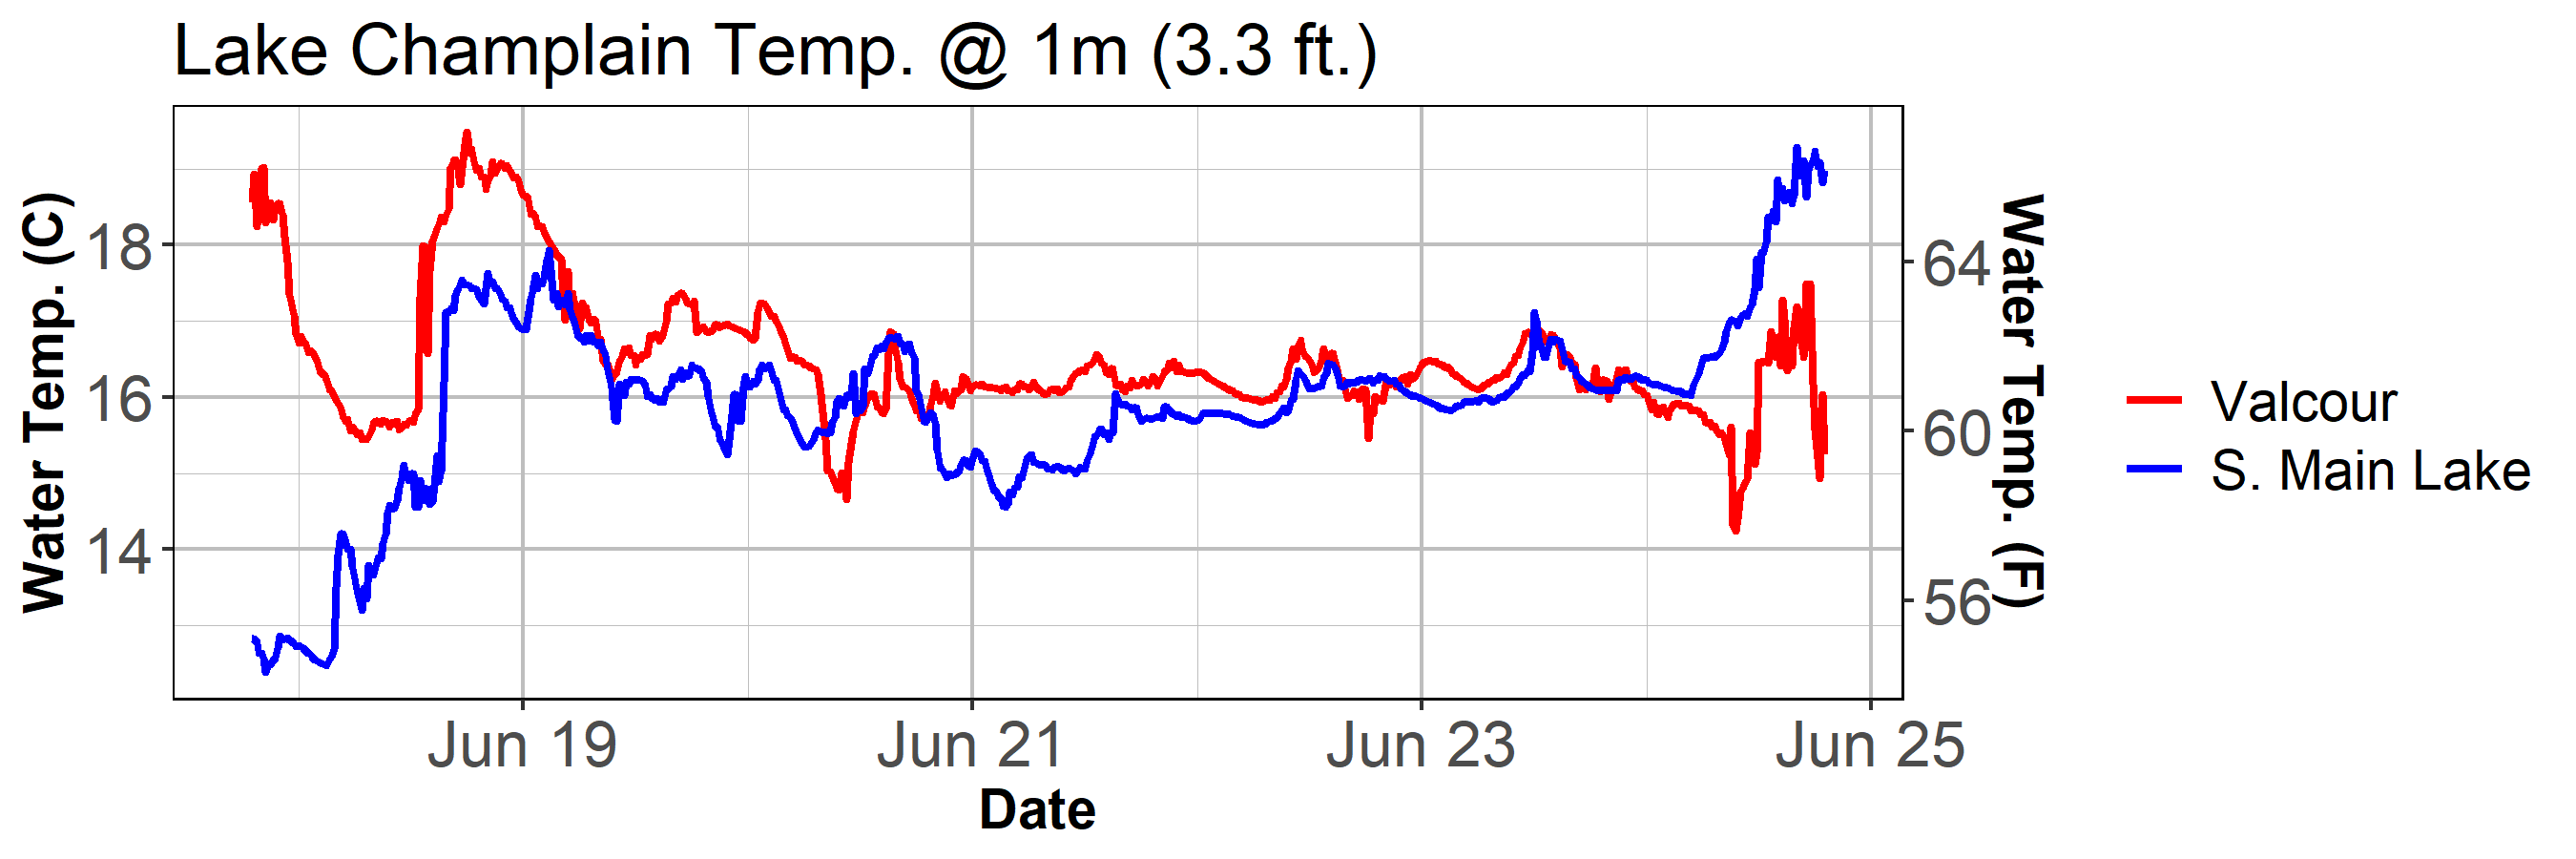 Lake Champlain Temp. @ 1m (3.3 ft.)
Water Temp. (C)
18
16
14
64
60
56
Water Temp. (F)
Valcour
S. Main Lake
Jun 19
Jun 21
Jun 23
Jun 25
Date